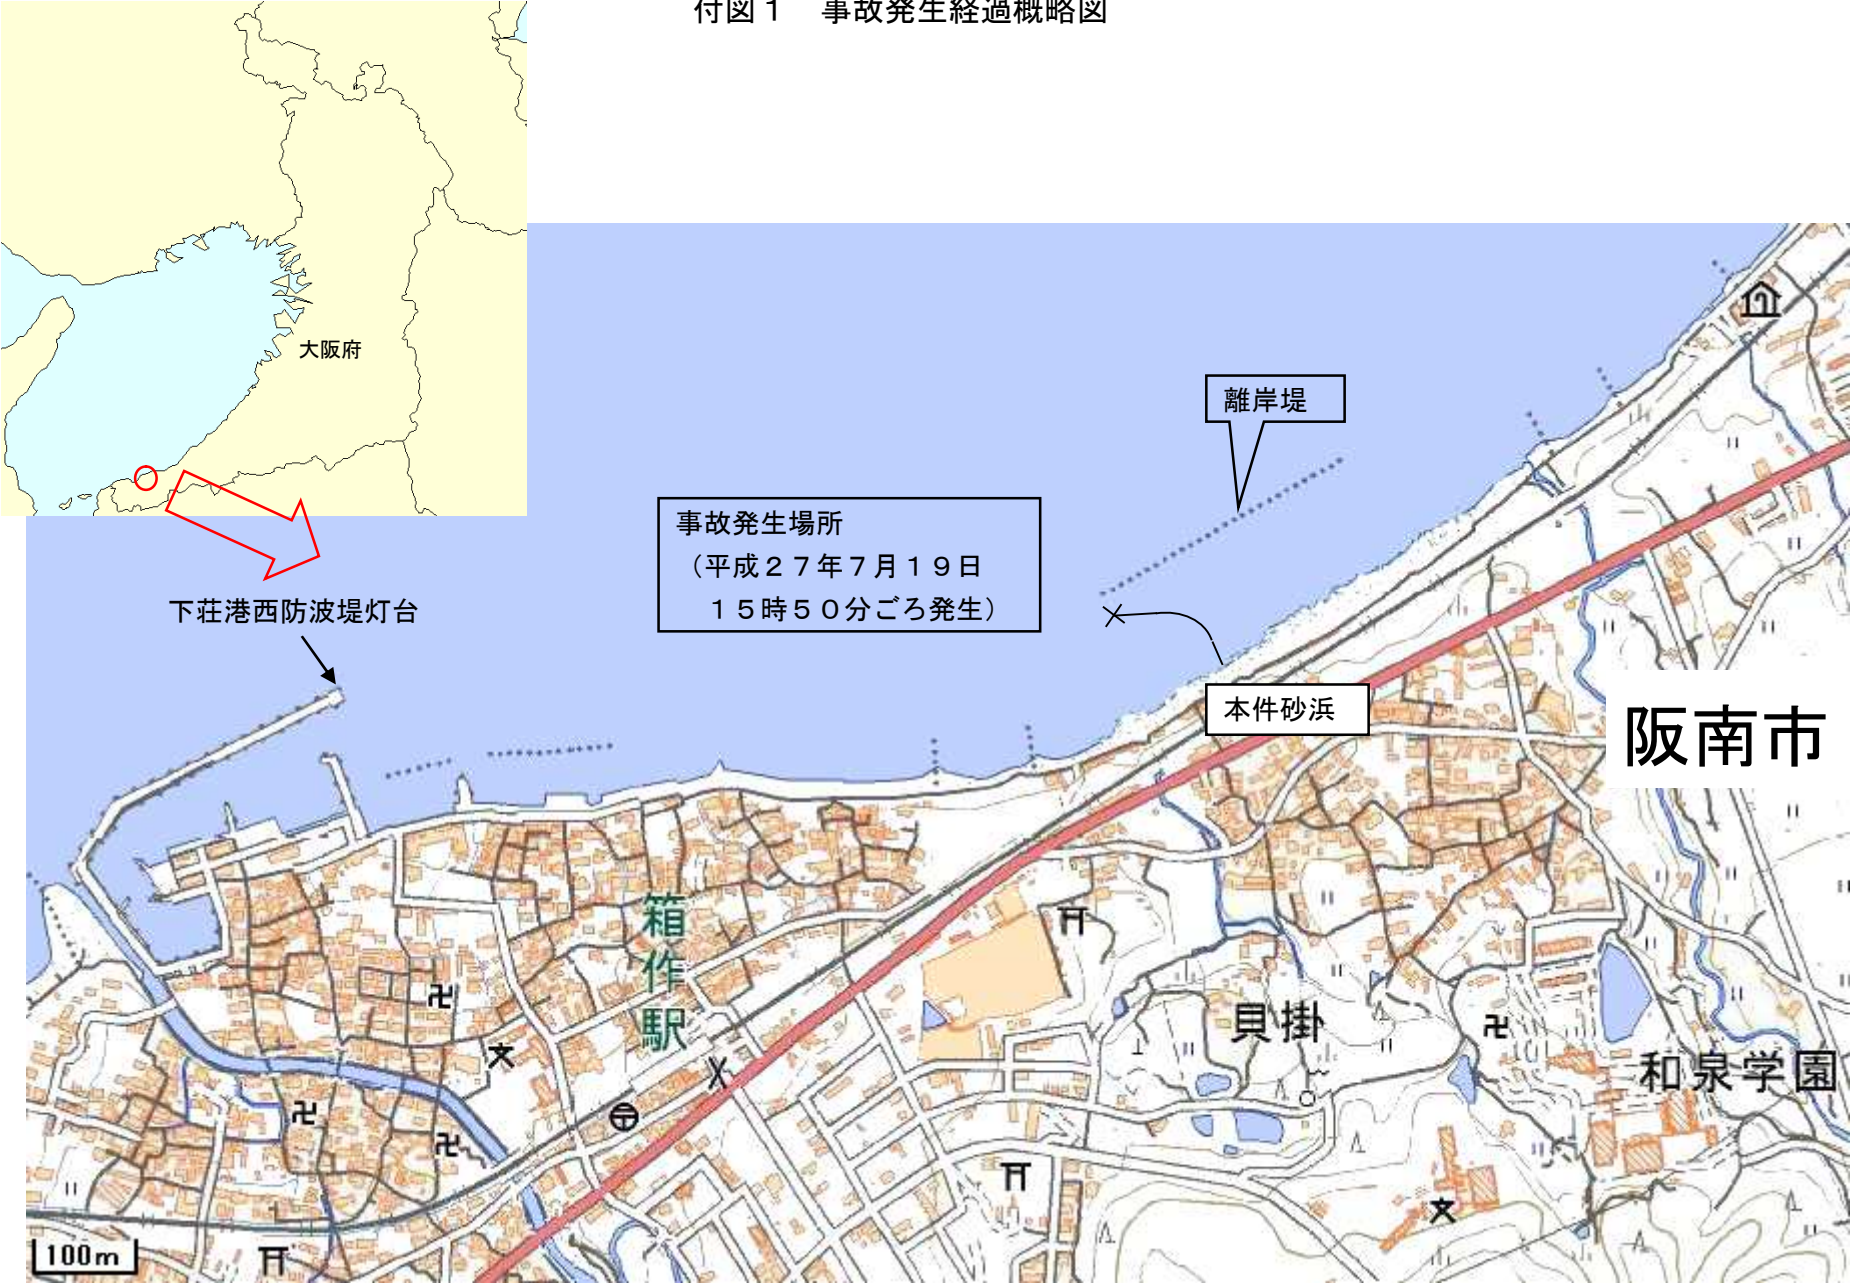 付図１　事故発生経過概略図
大阪府
離岸堤
事故発生場所
（平成２７年７月１９日
１５時５０分ごろ発生）
下荘港西防波堤灯台
本件砂浜
阪南市
箱作駅
貝掛
和泉学園
100m